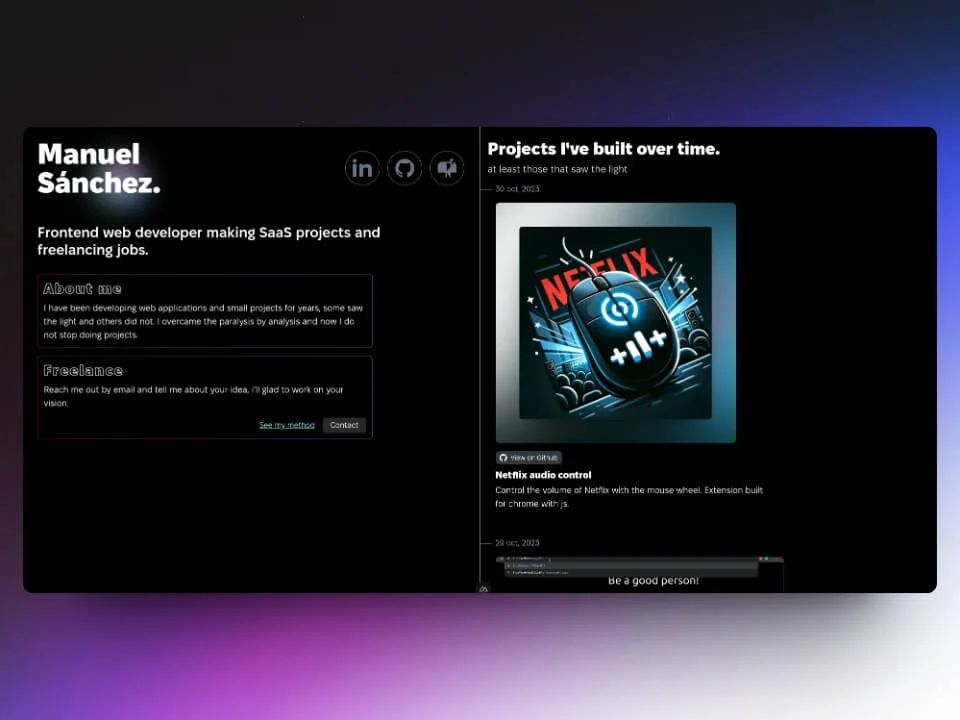 Manuel
Sánchez.
in
Frontend web developer making SaaS projects and
freelancing jobs.
About me
I have been developing web applications and small projects for years, some saw
the light and others did not. I overcame the paralysis by analysis and now I do
not stop doing projects.
Freelance
Reach me out by email and tell me about your idea, i'll glad to work on your
vision.
See my method
Contact
Projects I've built over time.
at least those that saw the light
30 oct, 2023
NETFLIX
View on Github
Netflix audio control
Control the volume of Netflix with the mouse wheel. Extension built
for chrome with js.
29 oct, 2023
Be a good person!